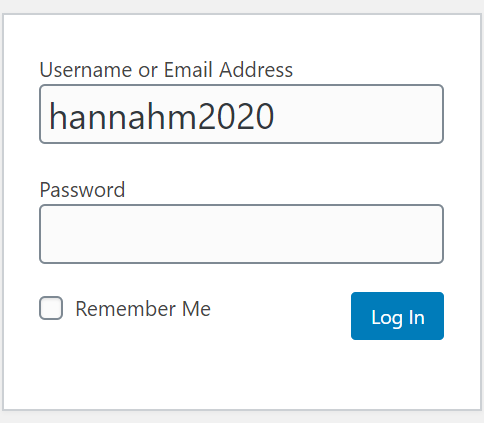 Username or Email Address
hannahm2020
Password
Remember Me
Log In